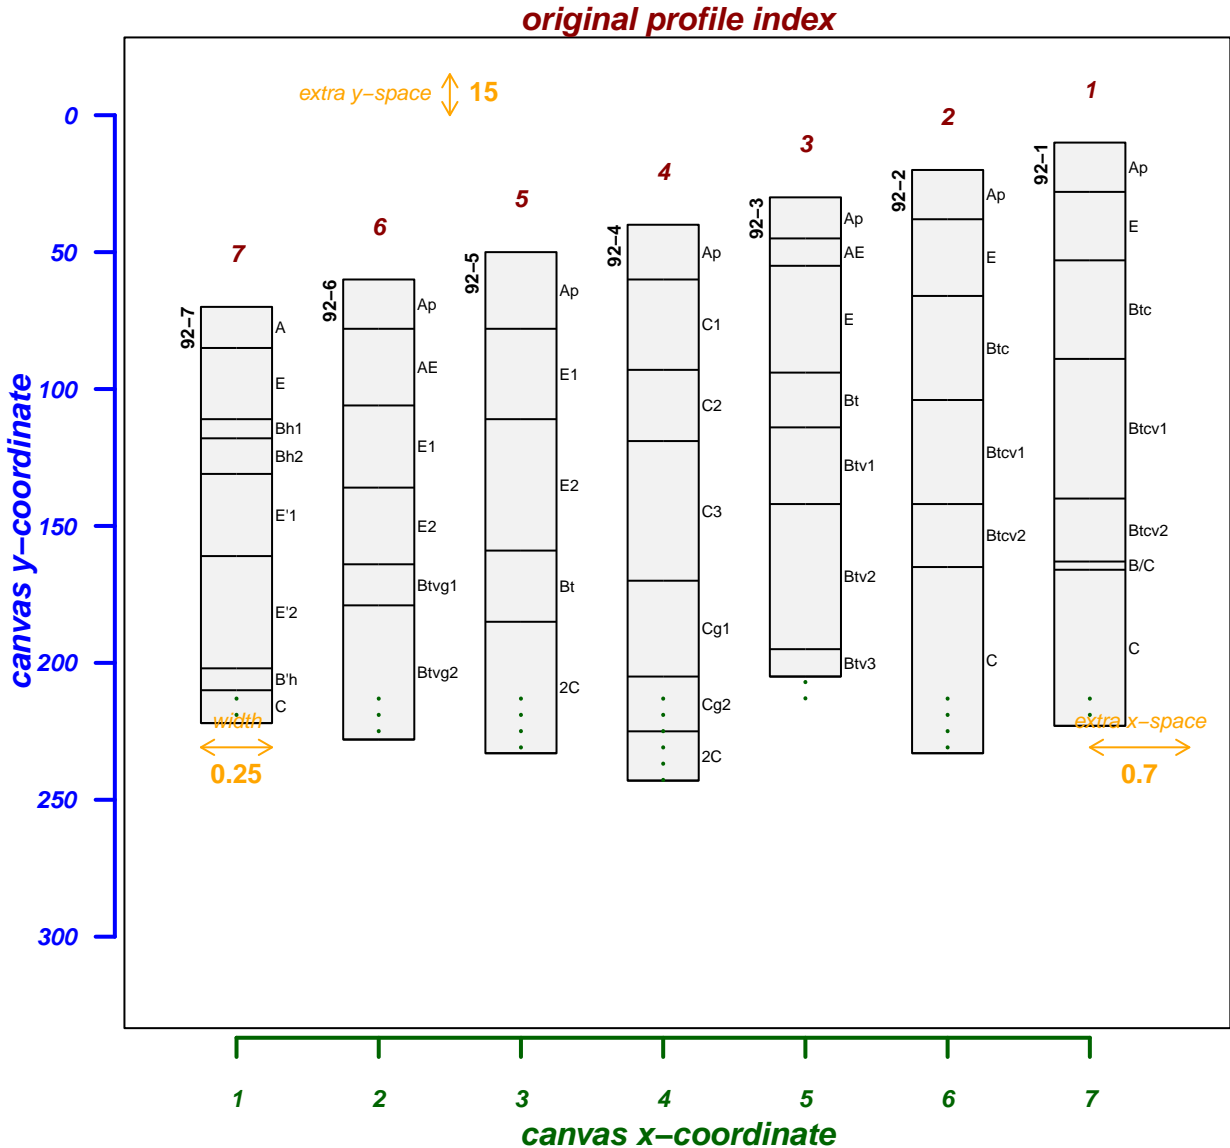 original profile index
extra y−space 15
canvas y−coordinate
0
50
100
150
200
250
300
7
92−7
A
E
Bh1
Bh2
E'1
E'2
B'h
C
width
0.25
6
92−6
Ap
AE
E1
E2
Btvg1
Btvg2
5
92−5
Ap
E1
E2
Bt
2C
4
92−4
Ap
C1
C2
C3
Cg1
Cg2
2C
3
92−3
Ap
AE
E
Bt
Btv1
Btv2
Btv3
2
92−2
Ap
E
Btc
Btcv1
Btcv2
C
1
92−1
Ap
E
Btc
Btcv1
Btcv2
B/C
C
extra x−space
0.7
1 2 3 4 5 6 7
canvas x−coordinate